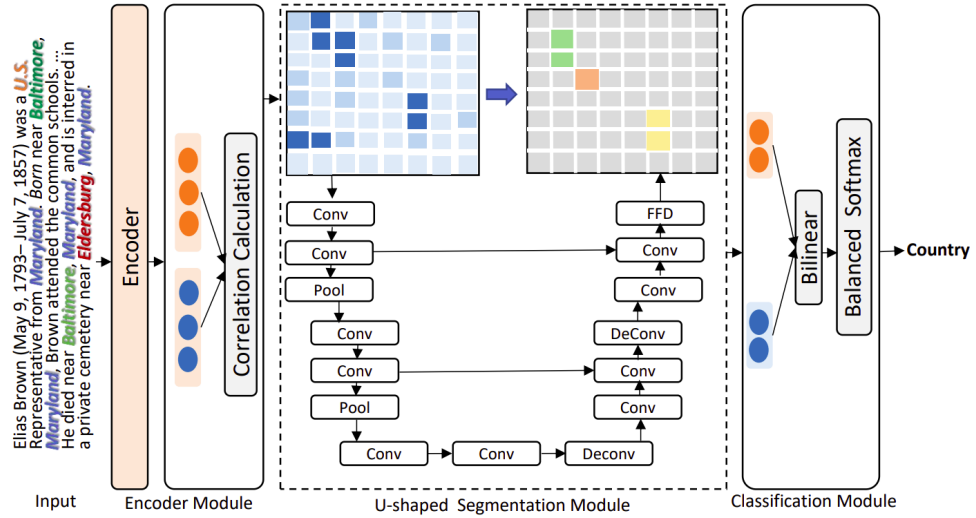 Elias Brown (May 9, 1793– July 7, 1857) was a U.S.
Representative from Maryland. Born near Baltimore,
Maryland, Brown attended the common schools. ...
He died near Baltimore, Maryland, and is interred in
a private cemetery near Eldersburg, Maryland.
Input
Encoder
Correlation Calculation
Encoder Module
Conv
Conv
Pool
Conv
Conv
Pool
Conv
Conv
Deconv
Conv
Conv
DeConv
Conv
Conv
FFD
U-shaped Segmentation Module
Bilinear
Balanced Softmax
Classification Module
Country